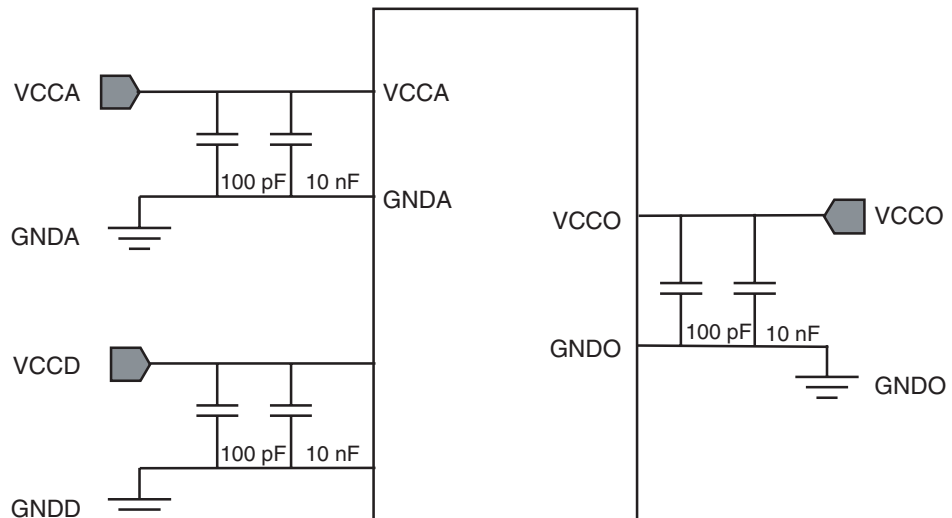 VCCA
VCCA
100 pF
10 nF
GNDA
GNDA
VCCO
VCCO
100 pF
10 nF
GNDO
GNDO
VCCD
100 pF
10 nF
GNDD